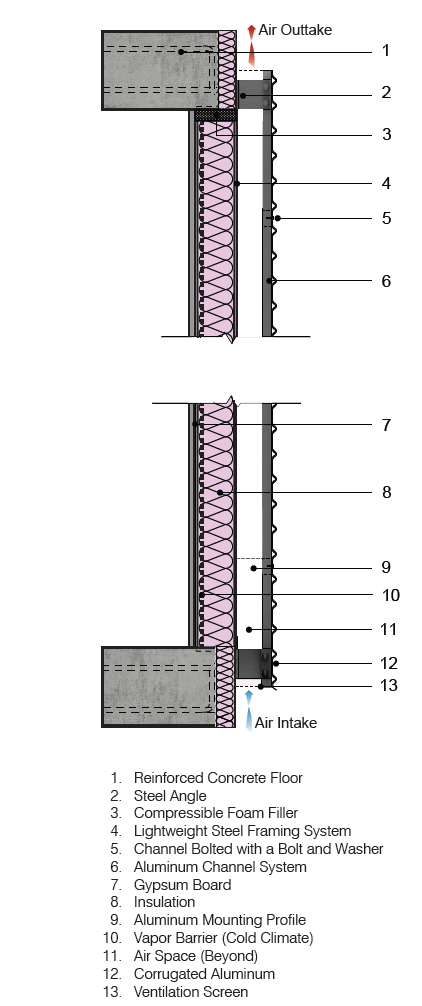 Air Outtake
1
2
3
4
5
6
7
8
9
10
11
12
13
Air Intake
1. Reinforced Concrete Floor
2. Steel Angle
3. Compressible Foam Filler
4. Lightweight Steel Framing System
5. Channel Bolted with a Bolt and Washer
6. Aluminum Channel System
7. Gypsum Board
8. Insulation
9. Aluminum Mounting Profile
10. Vapor Barrier (Cold Climate)
11. Air Space (Beyond)
12. Corrugated Aluminum
13. Ventilation Screen